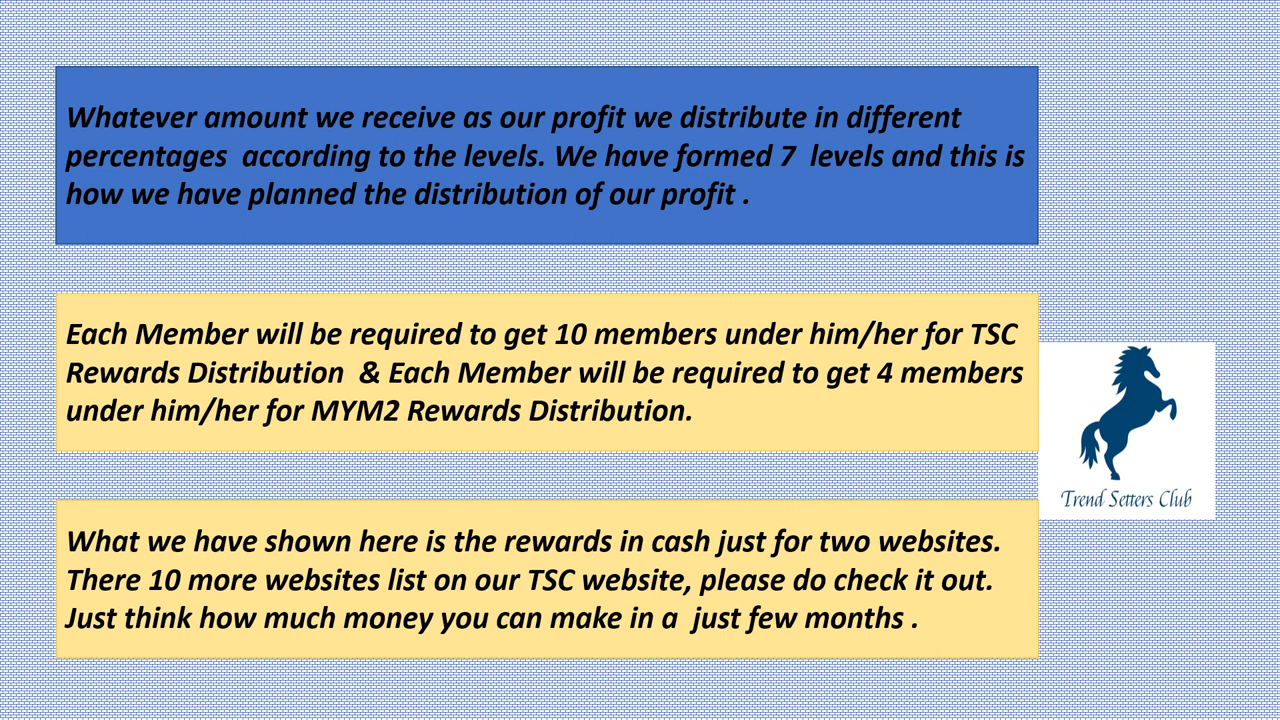 Whatever amount we receive as our profit we distribute in different
percentages  according to the levels. We have formed 7  levels and this is
how we have planned the distribution of our profit .
Each Member will be required to get 10 members under him/her for TSC
Rewards Distribution  & Each Member will be required to get 4 members
under him/her for MYM2 Rewards Distribution.
Trend Setters Club
What we have shown here is the rewards in cash just for two websites.
There 10 more websites list on our TSC website, please do check it out.
Just think how much money you can make in a  just few months .